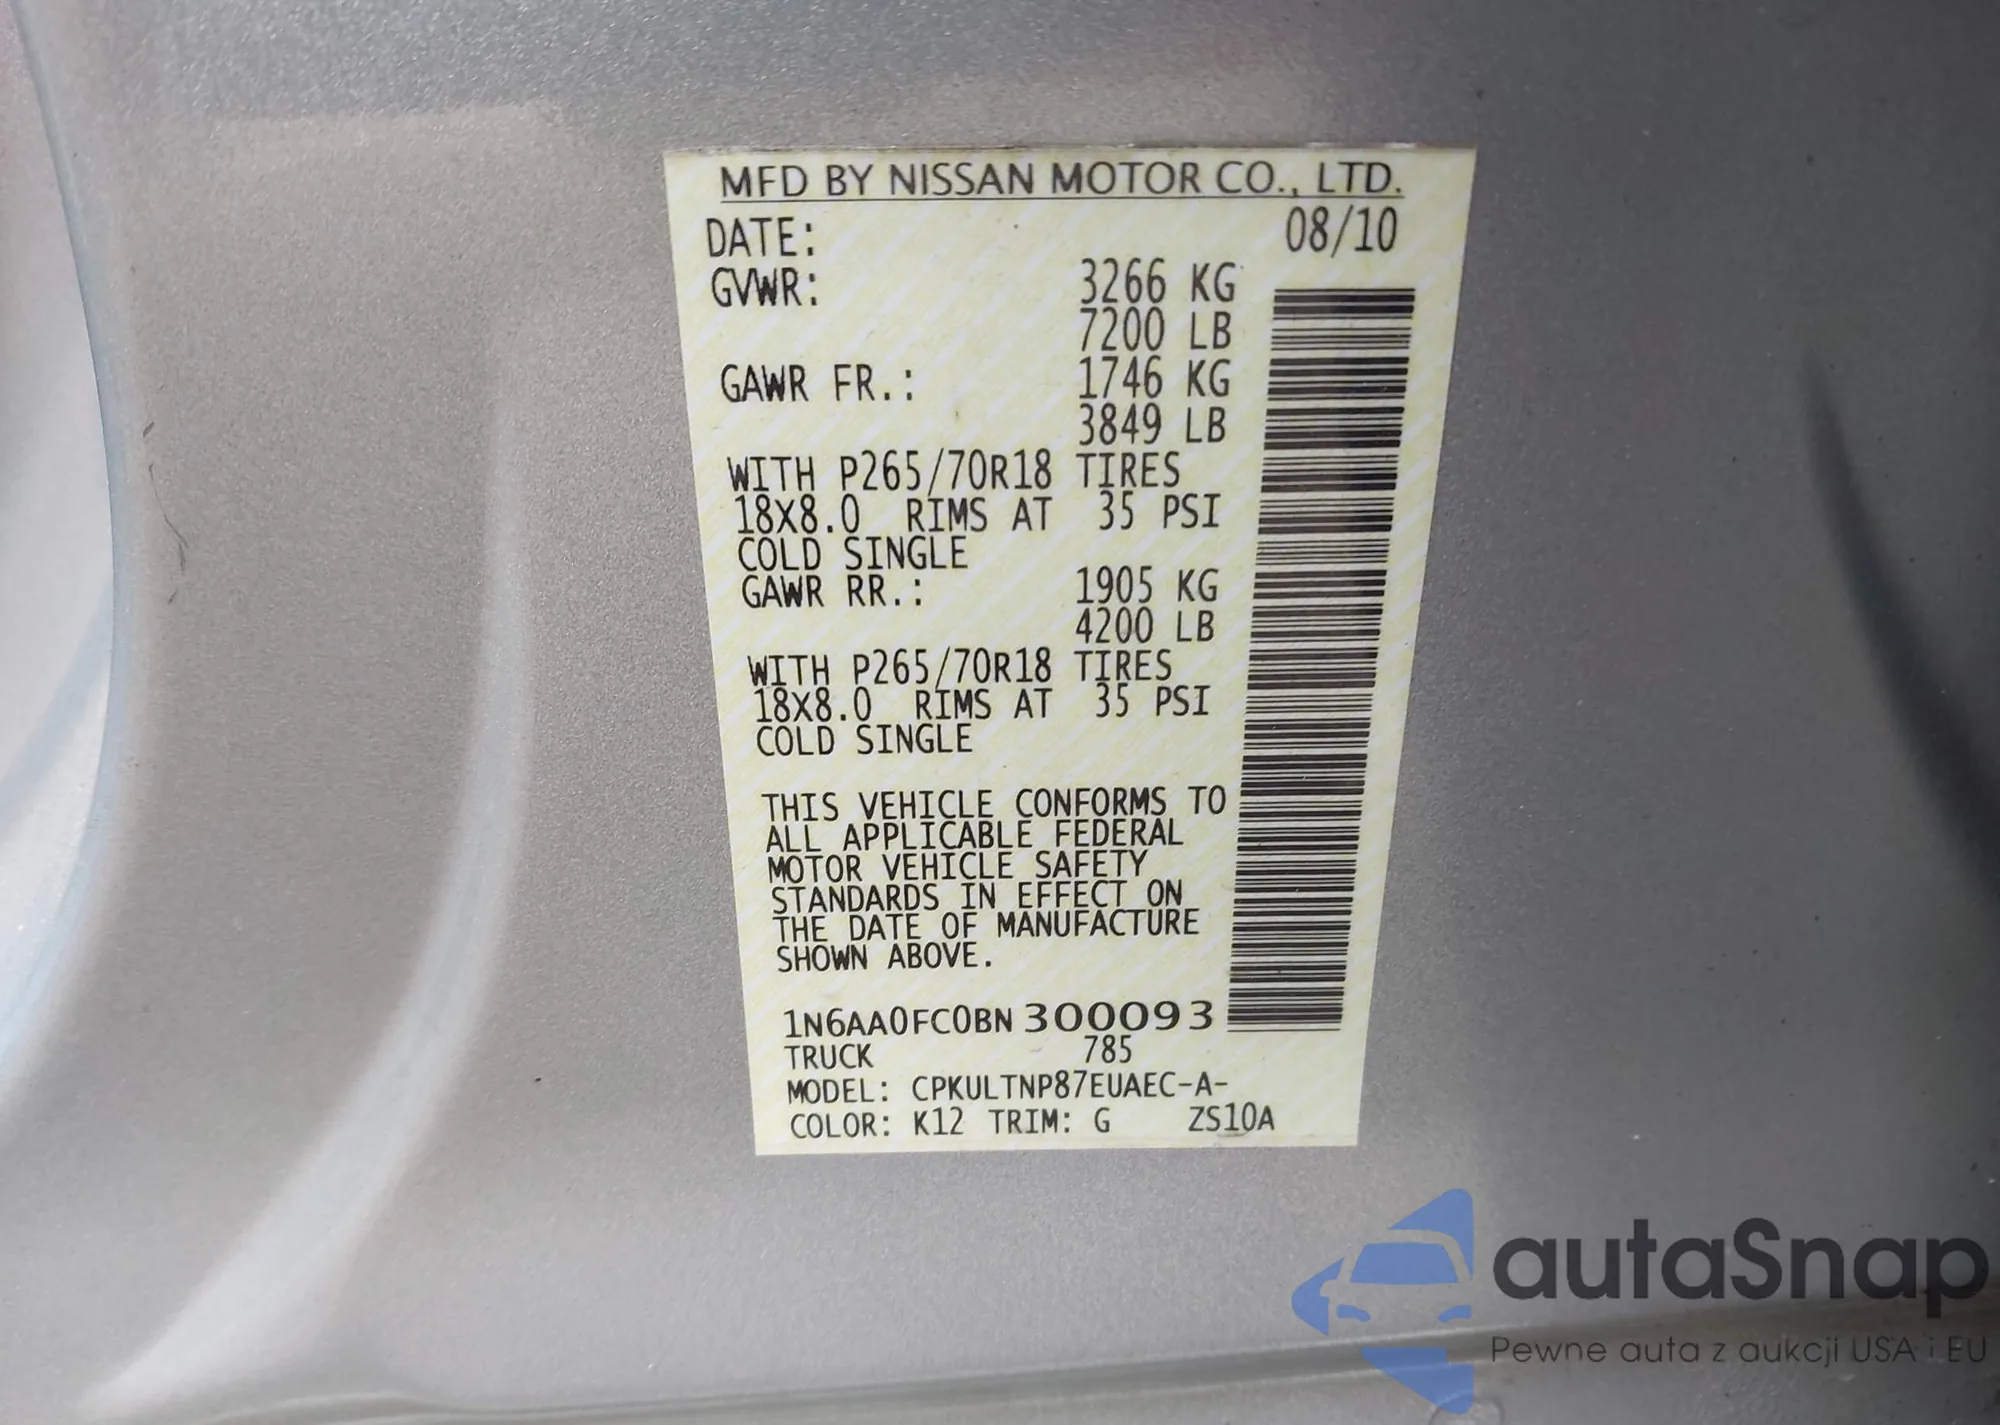 MFD BY NISSAN MOTOR CO., LTD.
DATE: 08/10
GVWR: 3266 KG
7200 LB
GAWR FR.: 1746 KG
3849 LB
WITH P265/70R18 TIRES
18X8.0 RIMS AT 35 PSI
COLD SINGLE
GAWR RR.: 1905 KG
4200 LB
WITH P265/70R18 TIRES
18X8.0 RIMS AT 35 PSI
COLD SINGLE
THIS VEHICLE CONFORMS TO
ALL APPLICABLE FEDERAL
MOTOR VEHICLE SAFETY
STANDARDS IN EFFECT ON
THE DATE OF MANUFACTURE
SHOWN ABOVE.
1N6AA0FC0BN300093
TRUCK 785
MODEL: CPKULTNP87EUAEC-A-
COLOR: K12 TRIM: G ZS10A
autaSnap
Pewne auta z aukcji USA i EU